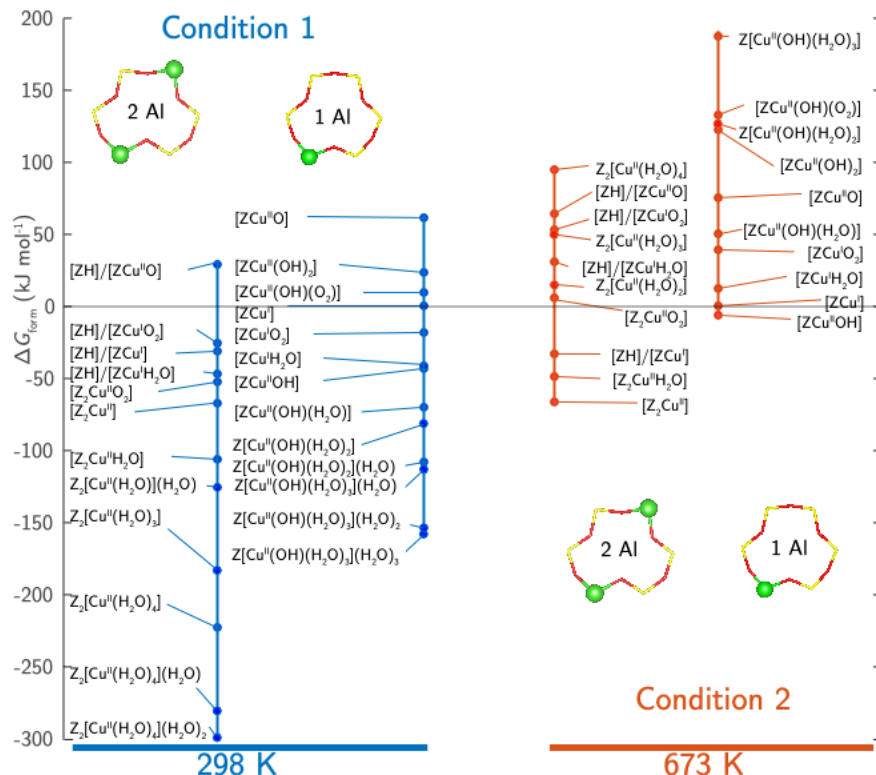 Condition 1
200
150
100
50
0
-50
-100
-150
-200
-250
-300
ΔG_form (kJ mol⁻¹)
2 Al
1 Al
[ZH]/[ZCuᴵᴵO]
[ZH]/[ZCuᴵO₂]
[ZH]/[ZCuᴵ]
[ZH]/[ZCuᴵH₂O]
[Z₂CuᴵᴵO₂]
[Z₂Cuᴵᴵ]
[Z₂CuᴵᴵH₂O]
Z₂[Cuᴵᴵ(H₂O)](H₂O)
Z₂[Cuᴵᴵ(H₂O)₃]
Z₂[Cuᴵᴵ(H₂O)₄]
Z₂[Cuᴵᴵ(H₂O)₄](H₂O)
Z₂[Cuᴵᴵ(H₂O)₄](H₂O)₂
[ZCuᴵᴵO]
[ZCuᴵᴵ(OH)₂]
[ZCuᴵᴵ(OH)(O₂)]
[ZCuᴵ]
[ZCuᴵO₂]
[ZCuᴵH₂O]
[ZCuᴵᴵOH]
[ZCuᴵᴵ(OH)(H₂O)]
Z[Cuᴵᴵ(OH)(H₂O)₂]
Z[Cuᴵᴵ(OH)(H₂O)₂](H₂O)
Z[Cuᴵᴵ(OH)(H₂O)₃](H₂O)
Z[Cuᴵᴵ(OH)(H₂O)₃](H₂O)₂
Z[Cuᴵᴵ(OH)(H₂O)₃](H₂O)₃
298 K
Z₂[Cuᴵᴵ(H₂O)₄]
[ZH]/[ZCuᴵᴵO]
[ZH]/[ZCuᴵO₂]
Z₂[Cuᴵᴵ(H₂O)₃]
[ZH]/[ZCuᴵH₂O]
Z₂[Cuᴵᴵ(H₂O)₂]
[Z₂CuᴵᴵO₂]
[ZH]/[ZCuᴵ]
[Z₂CuᴵᴵH₂O]
[Z₂Cuᴵᴵ]
Z[Cuᴵᴵ(OH)(H₂O)₃]
[ZCuᴵᴵ(OH)(O₂)]
Z[Cuᴵᴵ(OH)(H₂O)₂]
[ZCuᴵᴵ(OH)₂]
[ZCuᴵᴵO]
[ZCuᴵᴵ(OH)(H₂O)]
[ZCuᴵO₂]
[ZCuᴵH₂O]
[ZCuᴵ]
[ZCuᴵᴵOH]
2 Al
1 Al
Condition 2
673 K